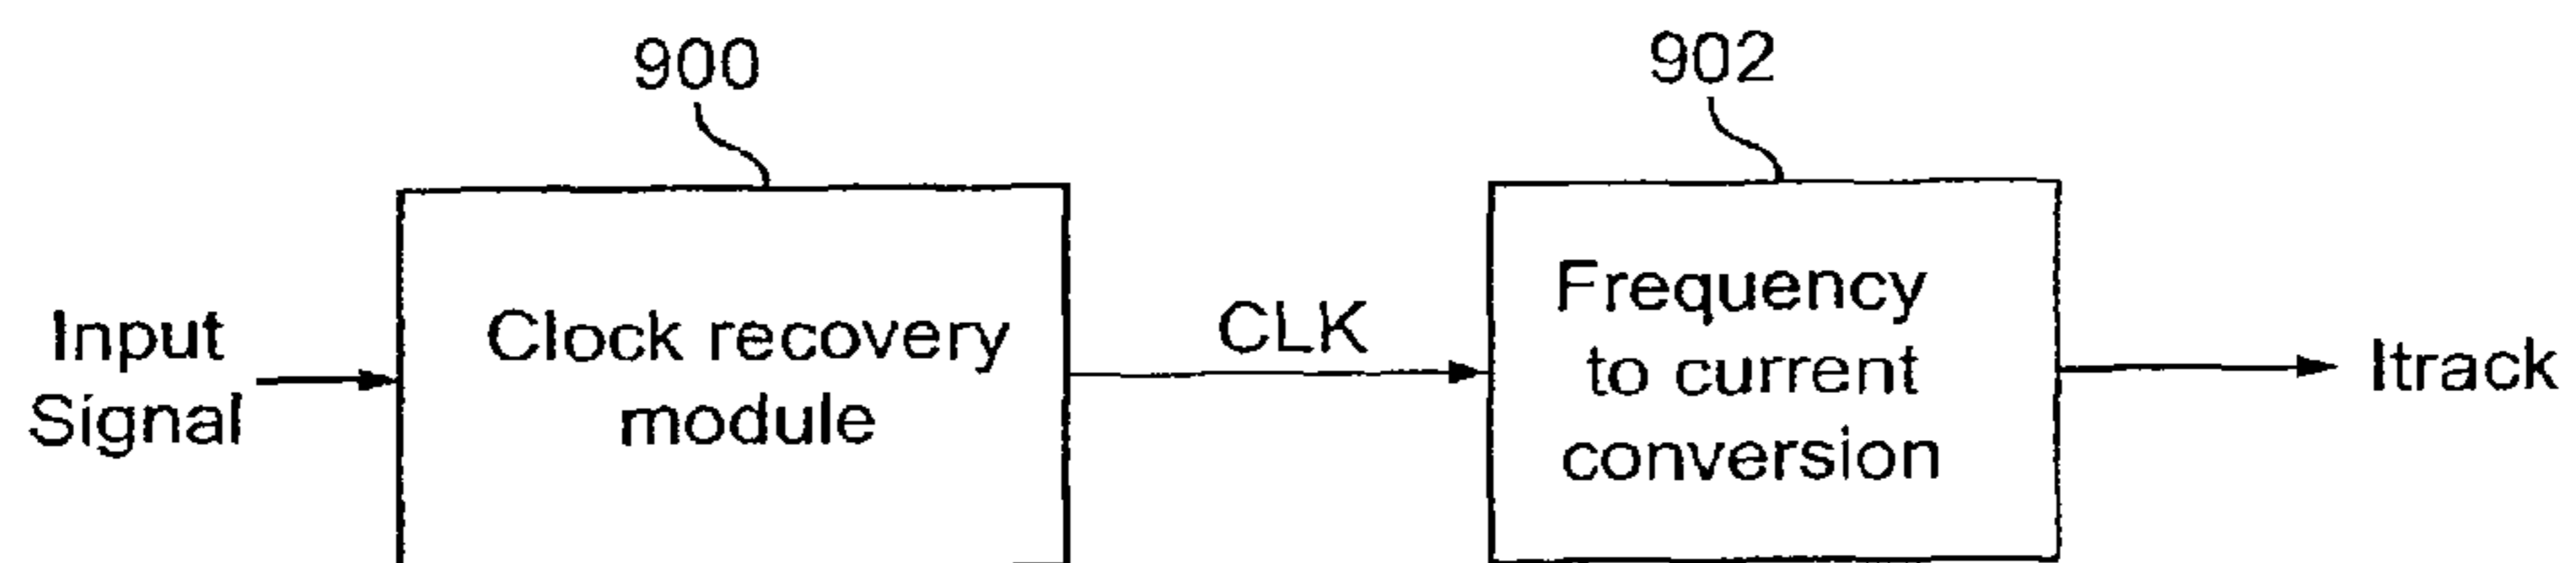 900
902
Input
Signal
Clock recovery
module
CLK
Frequency
to current
conversion
Itrack